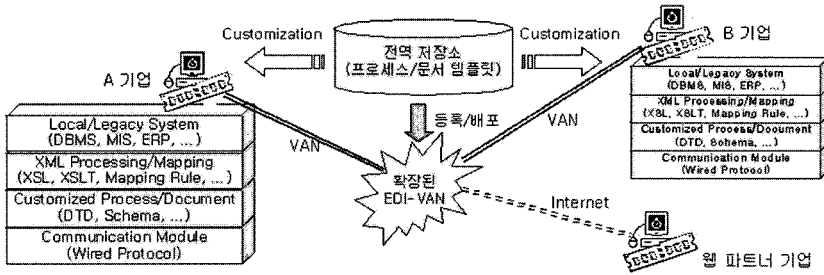 Customization
전역 저장소
(프로세스/문서 템플릿)
Customization
A 기업
B 기업
Local/Legacy System
(DBMS, MIS, ERP, ...)
XML Processing/Mapping
(XSL, XSLT, Mapping Rule, ...)
Customized Process/Document
(DTD, Schema, ...)
Communication Module
(Wired Protocol)
등록/배포
VAN
VAN
확장된
EDI-VAN
Local/Legacy System
(DBMS, MIS, ERP, ...)
XML Processing/Mapping
(XSL, XSLT, Mapping Rule, ...)
Customized Process/Document
(DTD, Schema, ...)
Communication Module
(Wired Protocol)
Internet
웹 파트너 기업